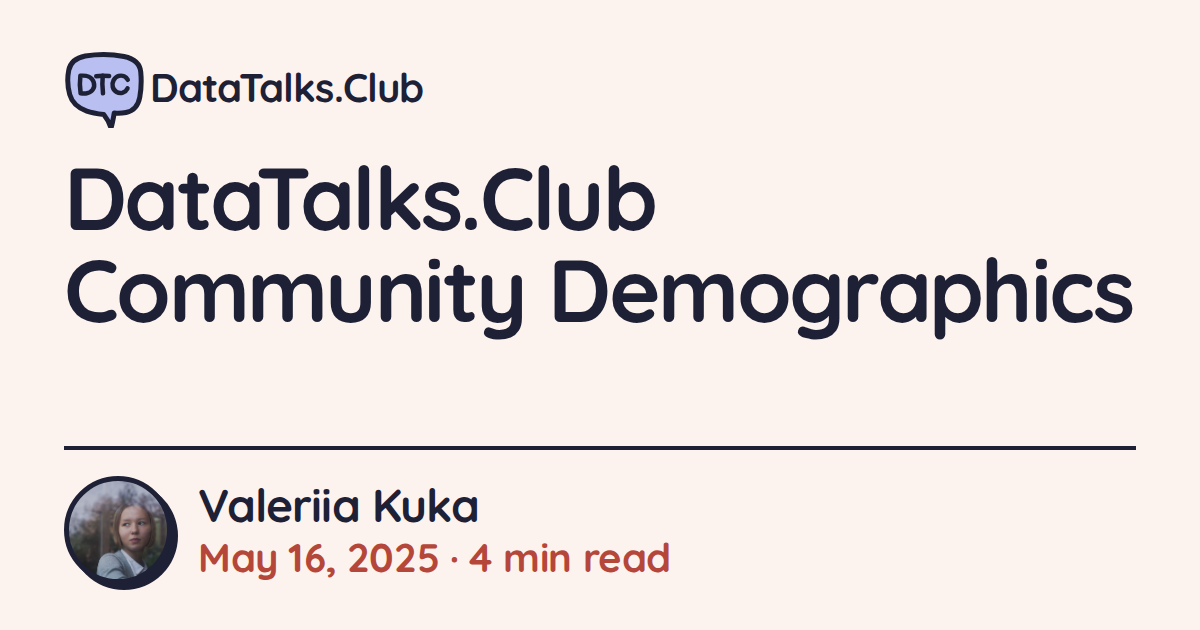 DTC DataTalks.Club
DataTalks.Club
Community Demographics
Valeriia Kuka
May 16, 2025 · 4 min read